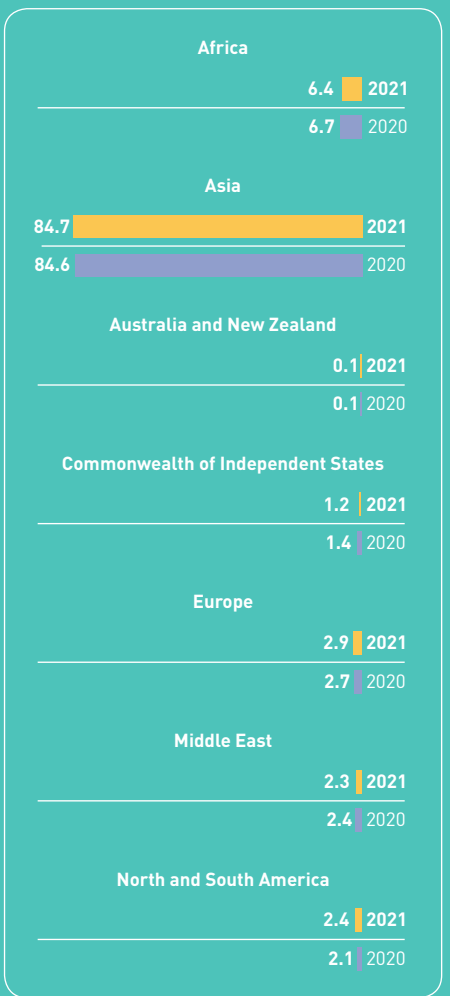 Africa
6.4 2021
6.7 2020
Asia
84.7 2021
84.6 2020
Australia and New Zealand
0.1 2021
0.1 2020
Commonwealth of Independent States
1.2 2021
1.4 2020
Europe
2.9 2021
2.7 2020
Middle East
2.3 2021
2.4 2020
North and South America
2.4 2021
2.1 2020